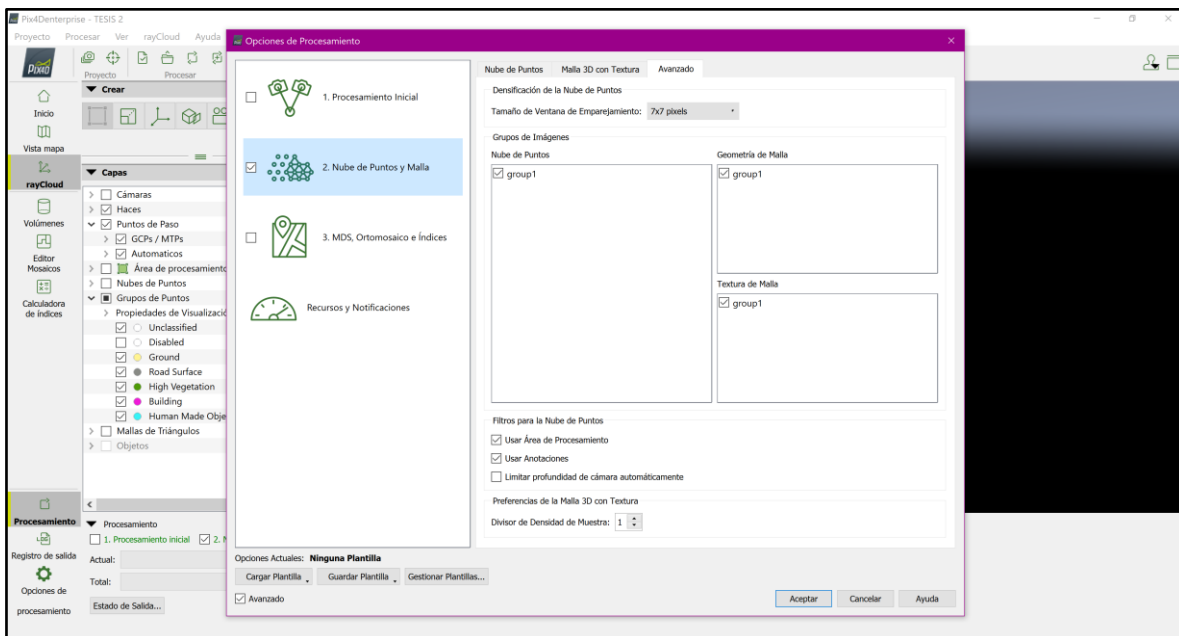 Pix4Denterprise - TESIS 2
Proyecto Procesar Ver rayCloud Ayuda
PIX4D
Proyecto Procesar
Inicio
Vista mapa
rayCloud
Volúmenes
Editor
Mosaicos
Calculadora
de índices
Procesamiento
Registro de salida
Opciones de
procesamiento
Crear
Capas
Cámaras
Haces
Puntos de Paso
GCPs / MTPs
Automaticos
Área de procesamiento
Nubes de Puntos
Grupos de Puntos
Propiedades de Visualizació
Unclassified
Disabled
Ground
Road Surface
High Vegetation
Building
Human Made Obje
Mallas de Triángulos
Objetos
Procesamiento
1. Procesamiento inicial 2. N
Actual:
Total:
Estado de Salida...
Opciones de Procesamiento
1. Procesamiento Inicial
2. Nube de Puntos y Malla
3. MDS, Ortomosaico e Índices
Recursos y Notificaciones
Nube de Puntos Malla 3D con Textura Avanzado
Densificación de la Nube de Puntos
Tamaño de Ventana de Emparejamiento: 7x7 pixels
Grupos de Imágenes
Nube de Puntos
group1
Geometría de Malla
group1
Textura de Malla
group1
Filtros para la Nube de Puntos
Usar Área de Procesamiento
Usar Anotaciones
Limitar profundidad de cámara automáticamente
Preferencias de la Malla 3D con Textura
Divisor de Densidad de Muestra: 1
Opciones Actuales: Ninguna Plantilla
Cargar Plantilla Guardar Plantilla Gestionar Plantillas...
Avanzado
Aceptar Cancelar Ayuda